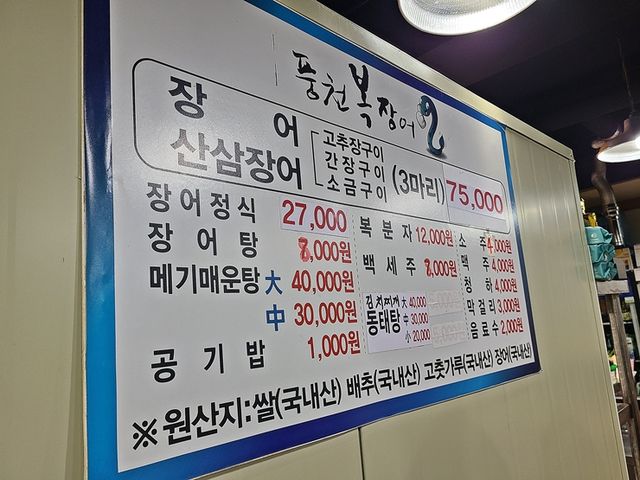 풍천복장어
장어
산삼장어
고추장구이
간장구이
소금구이
(3마리) 75,000
장어정식 27,000
장어탕 8,000원
메기매운탕 大 40,000원
中 30,000원
공기밥 1,000원
복분자 12,000원
백세주 8,000원
김치찌개 大 40,000
동태탕 中 30,000
小 20,000
소주 4,000원
맥주 4,000원
청하 4,000원
막걸리 3,000원
음료수 2,000원
※원산지:쌀(국내산) 배추(국내산) 고춧가루(국내산) 장어(국내산)